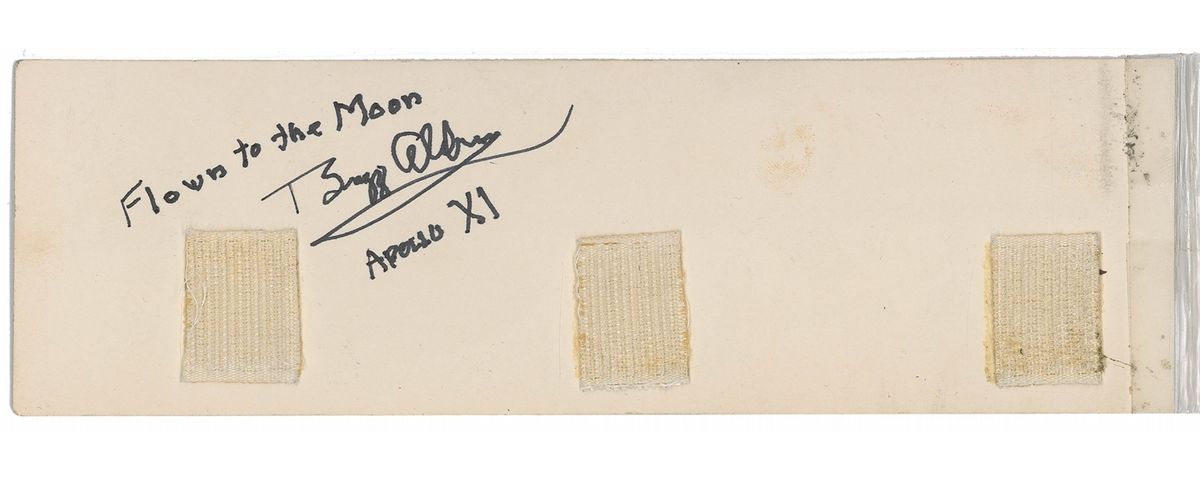 Flown to the Moon
Buzz Aldrin
APOLLO XI